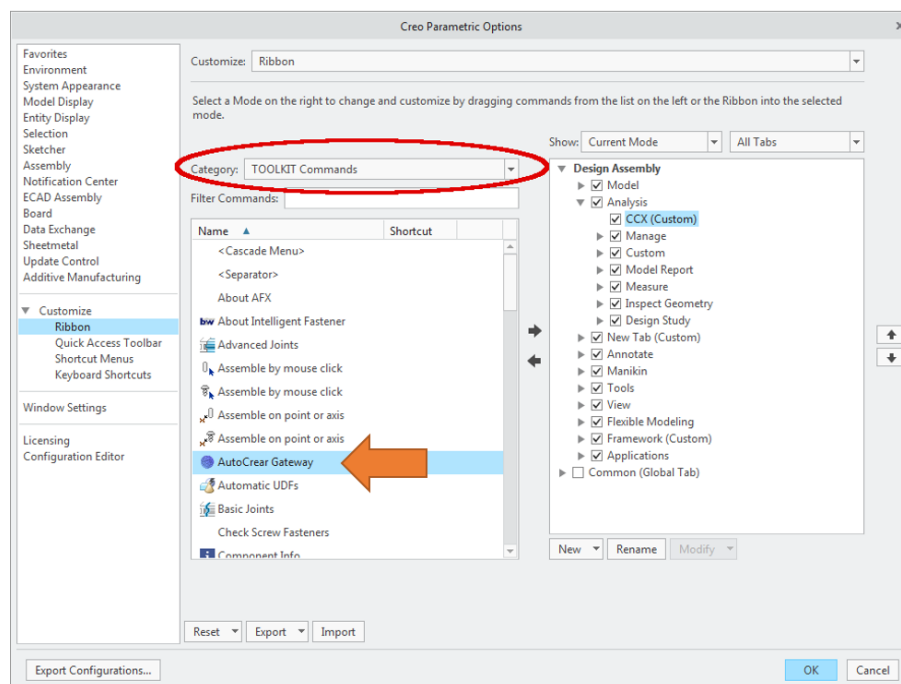 Creo Parametric Options
Favorites
Environment
System Appearance
Model Display
Entity Display
Selection
Sketcher
Assembly
Notification Center
ECAD Assembly
Board
Data Exchange
Sheetmetal
Update Control
Additive Manufacturing
Customize
Ribbon
Quick Access Toolbar
Shortcut Menus
Keyboard Shortcuts
Window Settings
Licensing
Configuration Editor
Customize: Ribbon
Select a Mode on the right to change and customize by dragging commands from the list on the left or the Ribbon into the selected
mode.
Category: TOOLKIT Commands
Filter Commands:
Name Shortcut
<Cascade Menu>
<Separator>
About AFX
bw About Intelligent Fastener
Advanced Joints
Assemble by mouse click
Assemble by mouse click
Assemble on point or axis
Assemble on point or axis
AutoCrear Gateway
Automatic UDFs
Basic Joints
Check Screw Fasteners
Component Info
Show: Current Mode All Tabs
Design Assembly
Model
Analysis
CCX (Custom)
Manage
Custom
Model Report
Measure
Inspect Geometry
Design Study
New Tab (Custom)
Annotate
Manikin
Tools
View
Flexible Modeling
Framework (Custom)
Applications
Common (Global Tab)
New Rename Modify
Reset Export Import
Export Configurations... OK Cancel